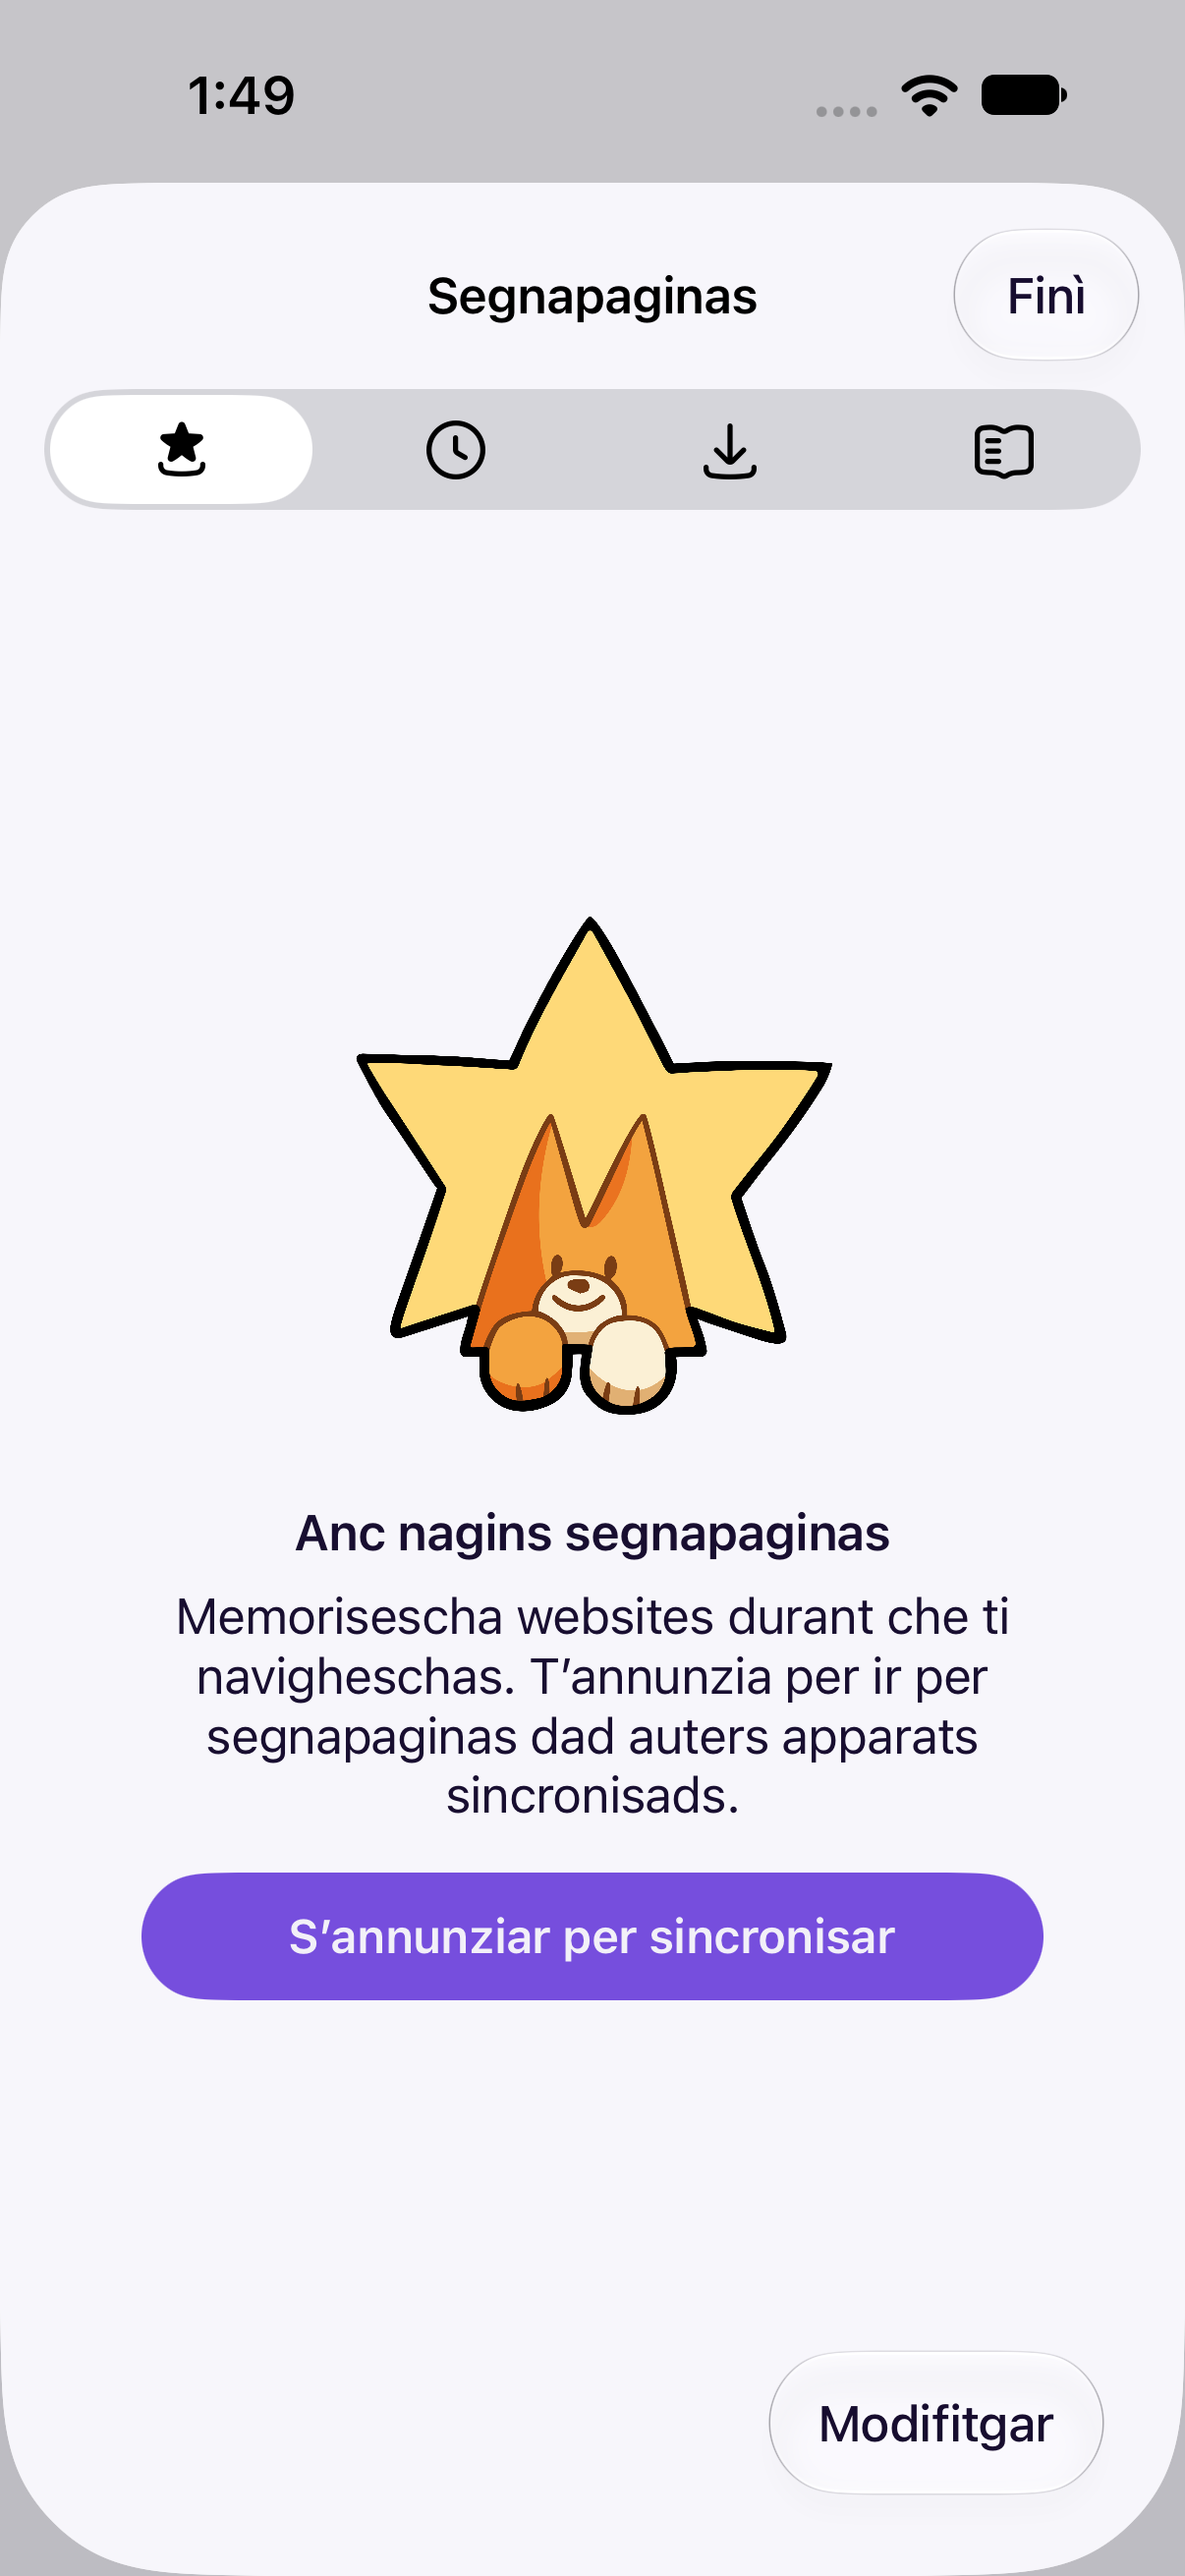 1:49
Segnapaginas
Finì
Anc nagins segnapaginas
Memorisescha websites durant che ti
navigheschas. T’annunzia per ir per
segnapaginas dad auters apparats
sincronisads.
S’annunziar per sincronisar
Modifitgar